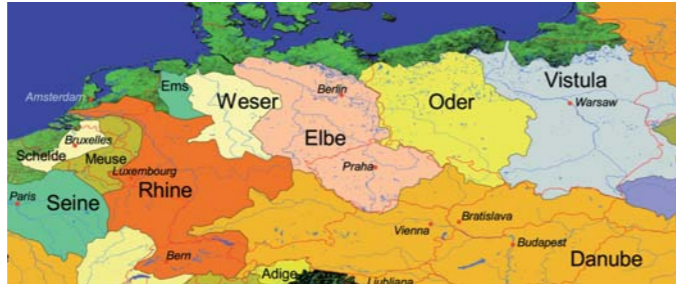 Ems
Vistula
Berlin
Amsterdam
Weser
Oder
Warsaw
Elbe
Bruxelles
Schelde
Meuse
Praha
Luxembourg
Rhine
Paris
Seine
Bratislava
Vienna
Budapest
Bern
Danube
Adige
Ljubljana